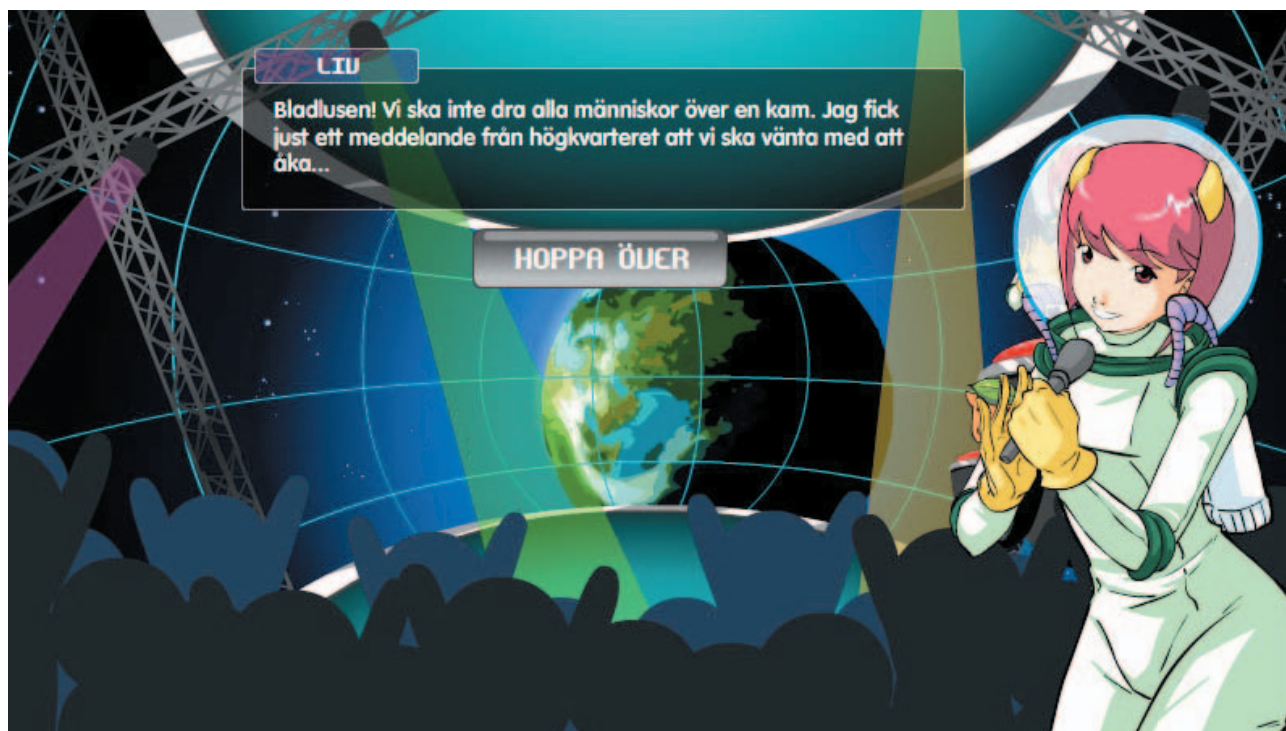 LIV
Bladlusen! Vi ska inte dra alla människor över en kam. Jag fick
just ett meddelande från högkvarteret att vi ska vänta med att
åka...
HOPPA ÖVER